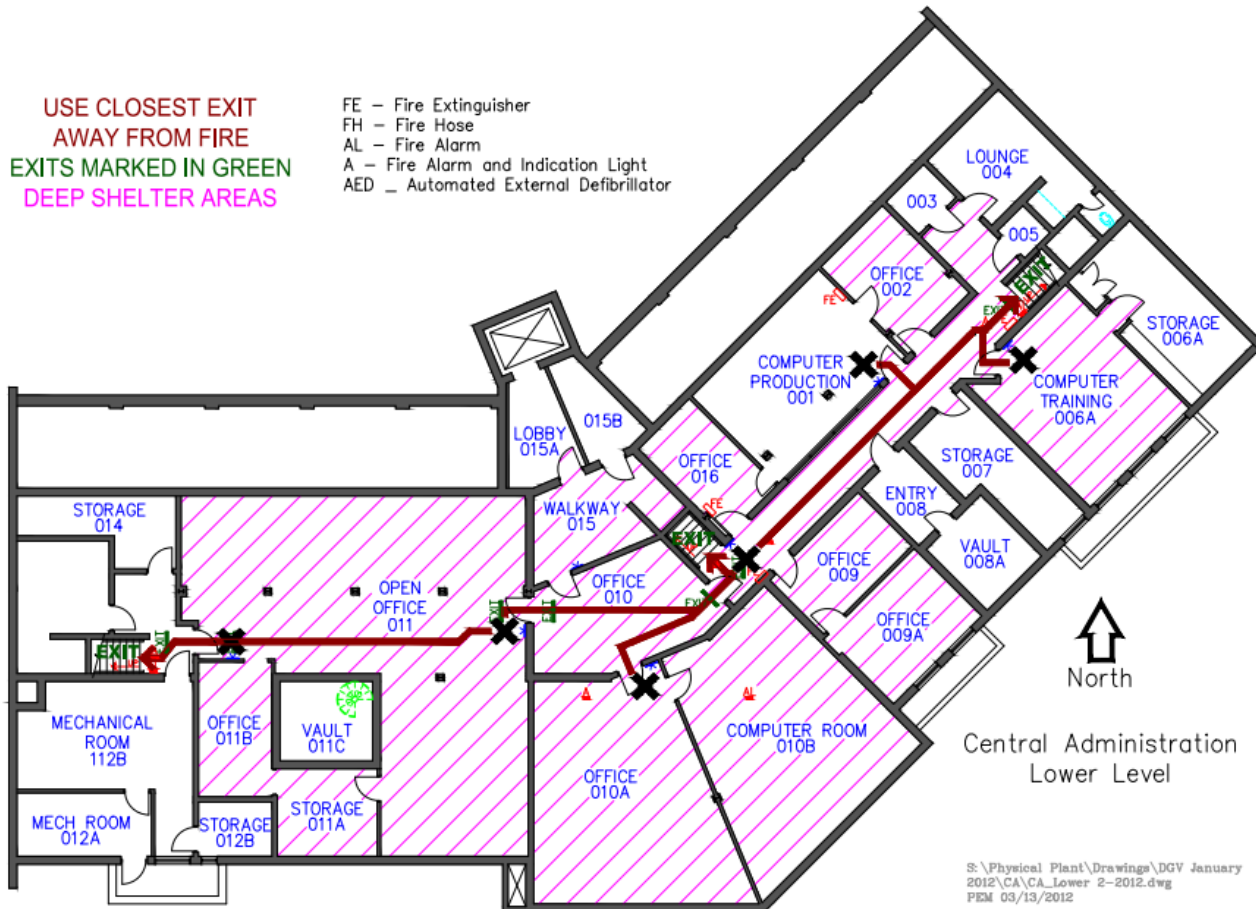 USE CLOSEST EXIT
AWAY FROM FIRE
EXITS MARKED IN GREEN
DEEP SHELTER AREAS
FE – Fire Extinguisher
FH – Fire Hose
AL – Fire Alarm
A – Fire Alarm and Indication Light
AED _ Automated External Defibrillator
LOUNGE
004
003
005
EXIT
OFFICE
002
FE
STORAGE
006A
COMPUTER
PRODUCTION
001
COMPUTER
TRAINING
006A
LOBBY
015A
015B
OFFICE
016
STORAGE
007
FE
ENTRY
008
STORAGE
014
WALKWAY
015
EXIT
VAULT
008A
OFFICE
009
OPEN
OFFICE
011
EXIT
EXIT
OFFICE
010
OFFICE
009A
EXIT
EXIT
North
MECHANICAL
ROOM
112B
OFFICE
011B
VAULT
011C
A
AL
COMPUTER ROOM
010B
OFFICE
010A
Central Administration
Lower Level
MECH ROOM
012A
STORAGE
012B
STORAGE
011A
S:\Physical Plant\Drawings\DGV January
2012\CA\CA_Lower 2-2012.dwg
PEM 03/13/2012